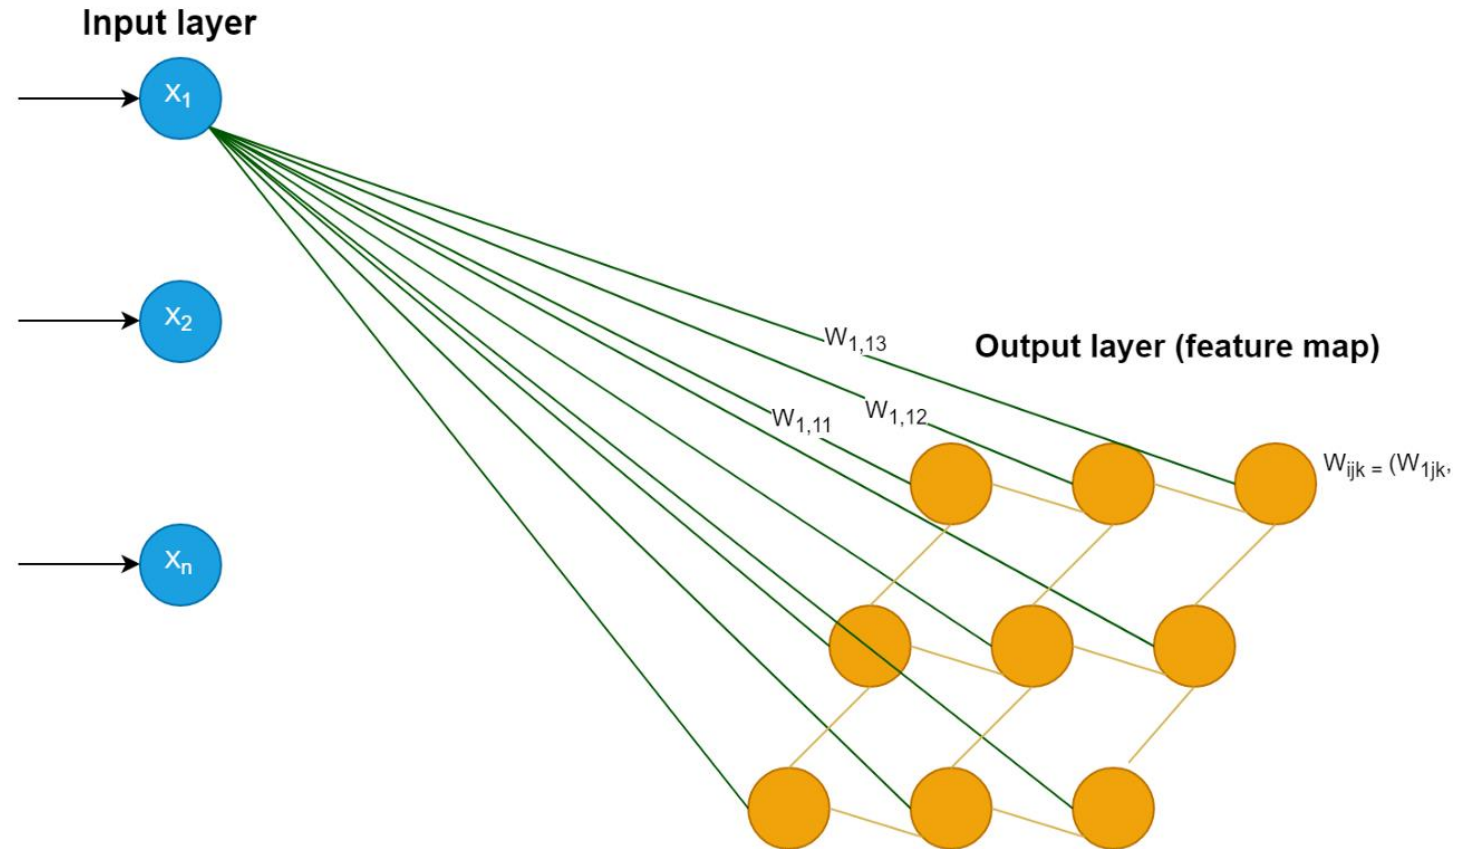 Input layer
X1
X2
Xn
W1,13
Output layer (feature map)
W1,12
W1,11
Wijk = (W1jk,